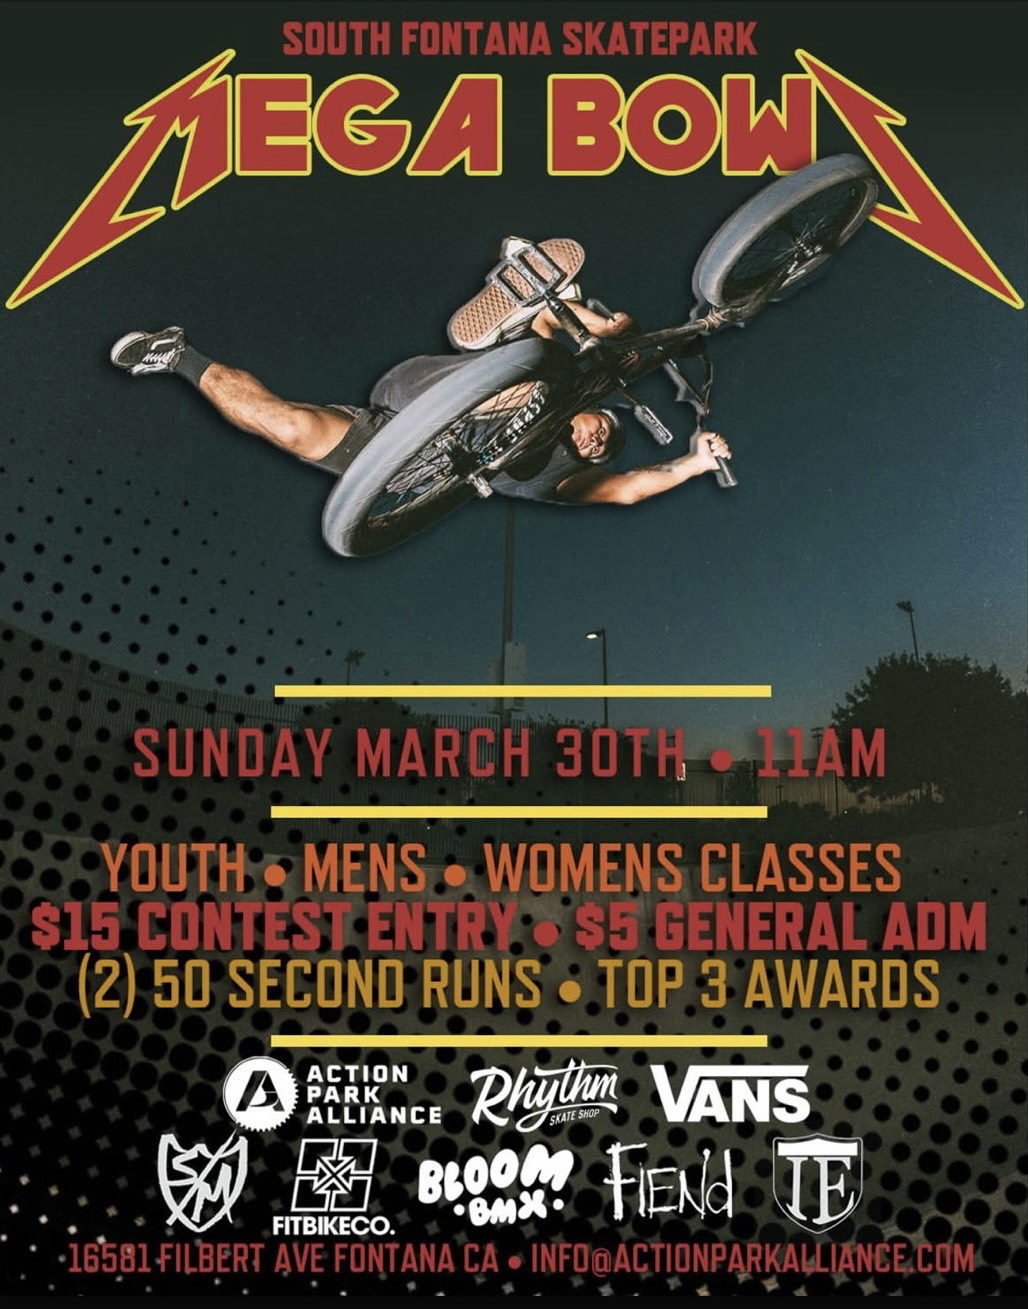 SOUTH FONTANA SKATEPARK
MEGA BOWL
SUNDAY MARCH 30TH • 11AM
YOUTH • MENS • WOMENS CLASSES
$15 CONTEST ENTRY • $5 GENERAL ADM
(2) 50 SECOND RUNS • TOP 3 AWARDS
ACTION
PARK
ALLIANCE
Rhythm
SKATE SHOP
VANS
S M
FITBIKECO.
BLOOM
•BMX•
FIEND
IE
16581 FILBERT AVE FONTANA CA • INFO@ACTIONPARKALLIANCE.COM